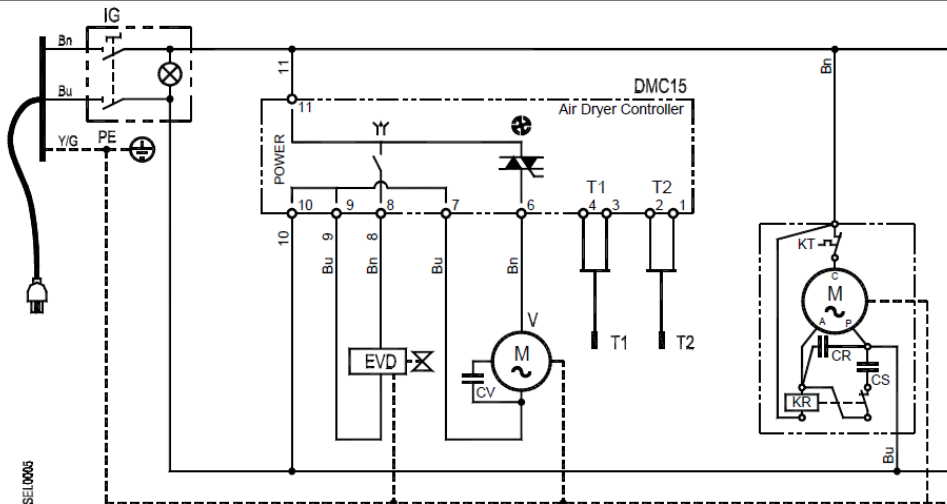 IG
Bn
Bu
Y/G PE
11
Bn
DMC15
11 Air Dryer Controller
POWER
T1 T2
10 9 8 7 6 4 3 2 1
10 9 8
Bu Bn Bu Bn
KT
C
M
A P
CR
CS
KR
Bu
V
M
CV
EVD
T1 T2
SEL0005